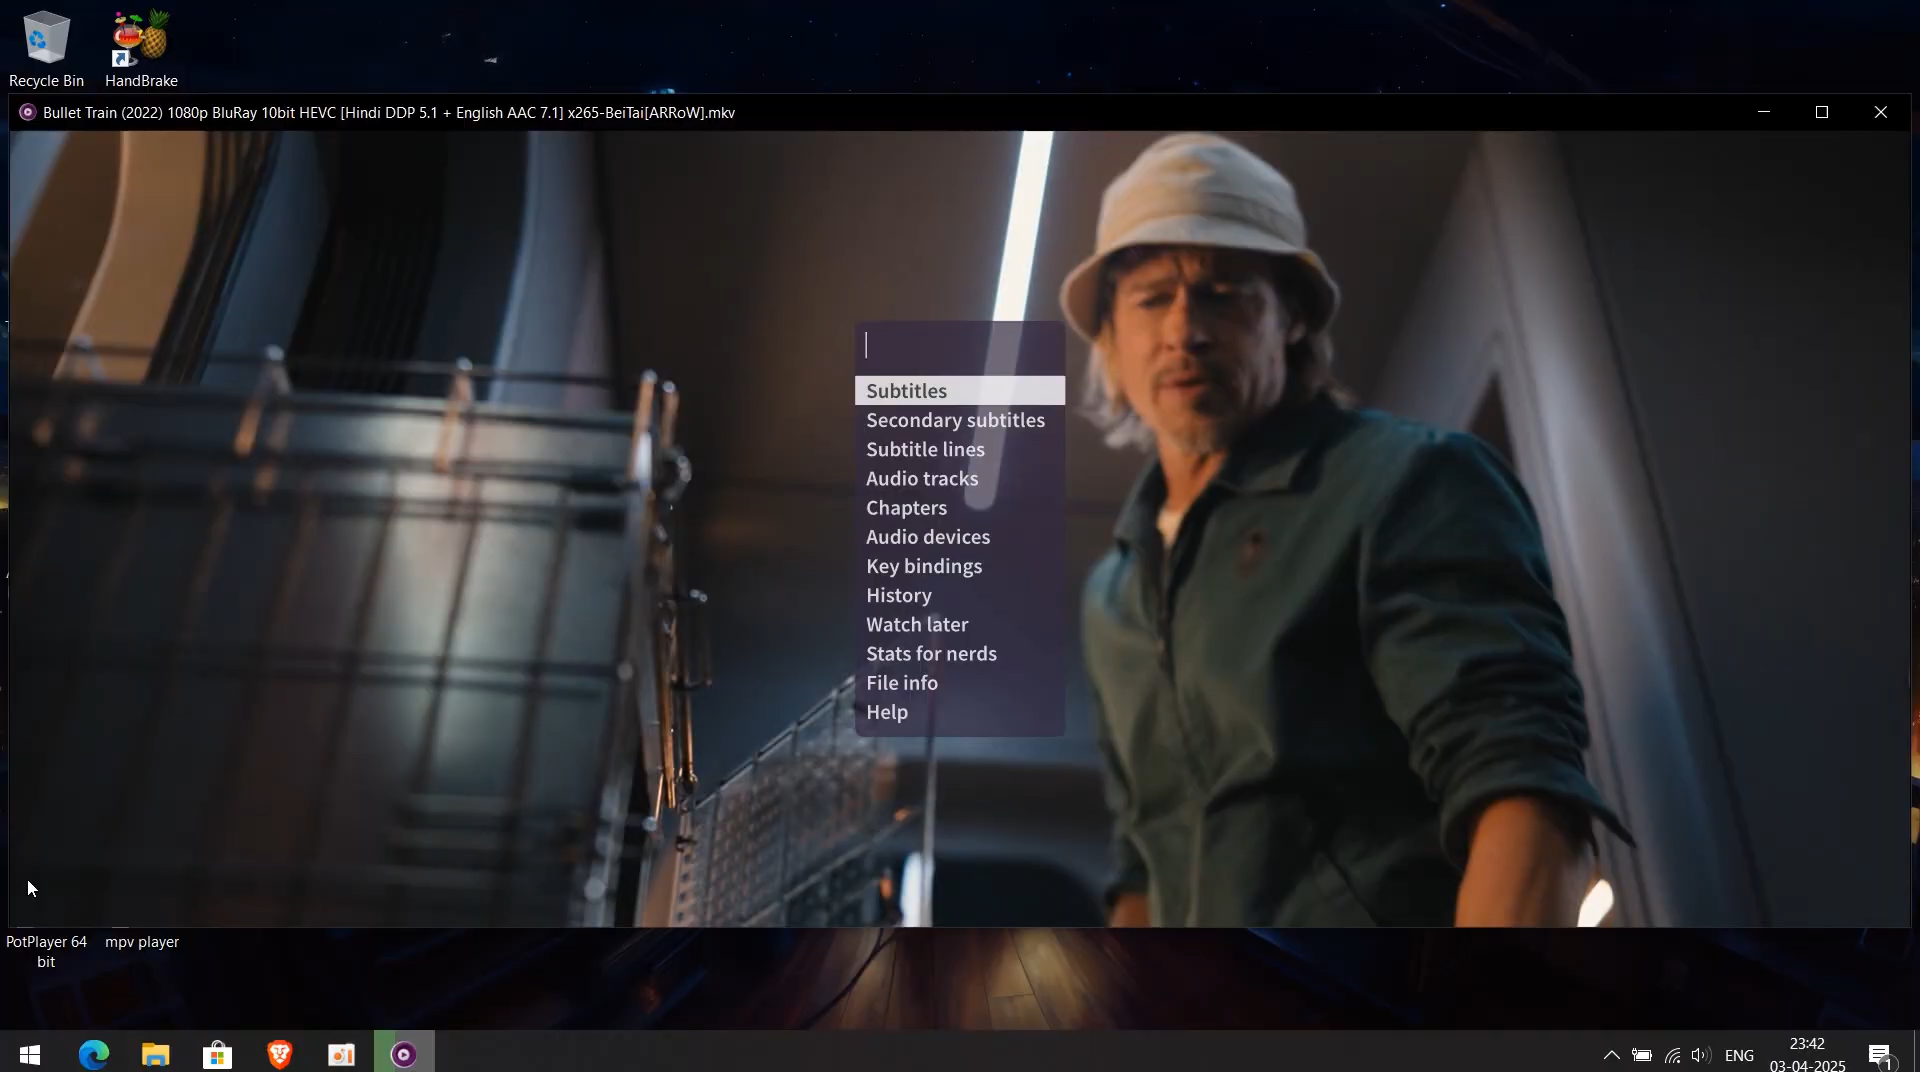 Recycle Bin
HandBrake
Bullet Train (2022) 1080p BluRay 10bit HEVC [Hindi DDP 5.1 + English AAC 7.1] x265-BeiTai[ARRoW].mkv
Subtitles
Secondary subtitles
Subtitle lines
Audio tracks
Chapters
Audio devices
Key bindings
History
Watch later
Stats for nerds
File info
Help
PotPlayer 64
bit
mpv player
ENG
23:42
03-04-2025
1